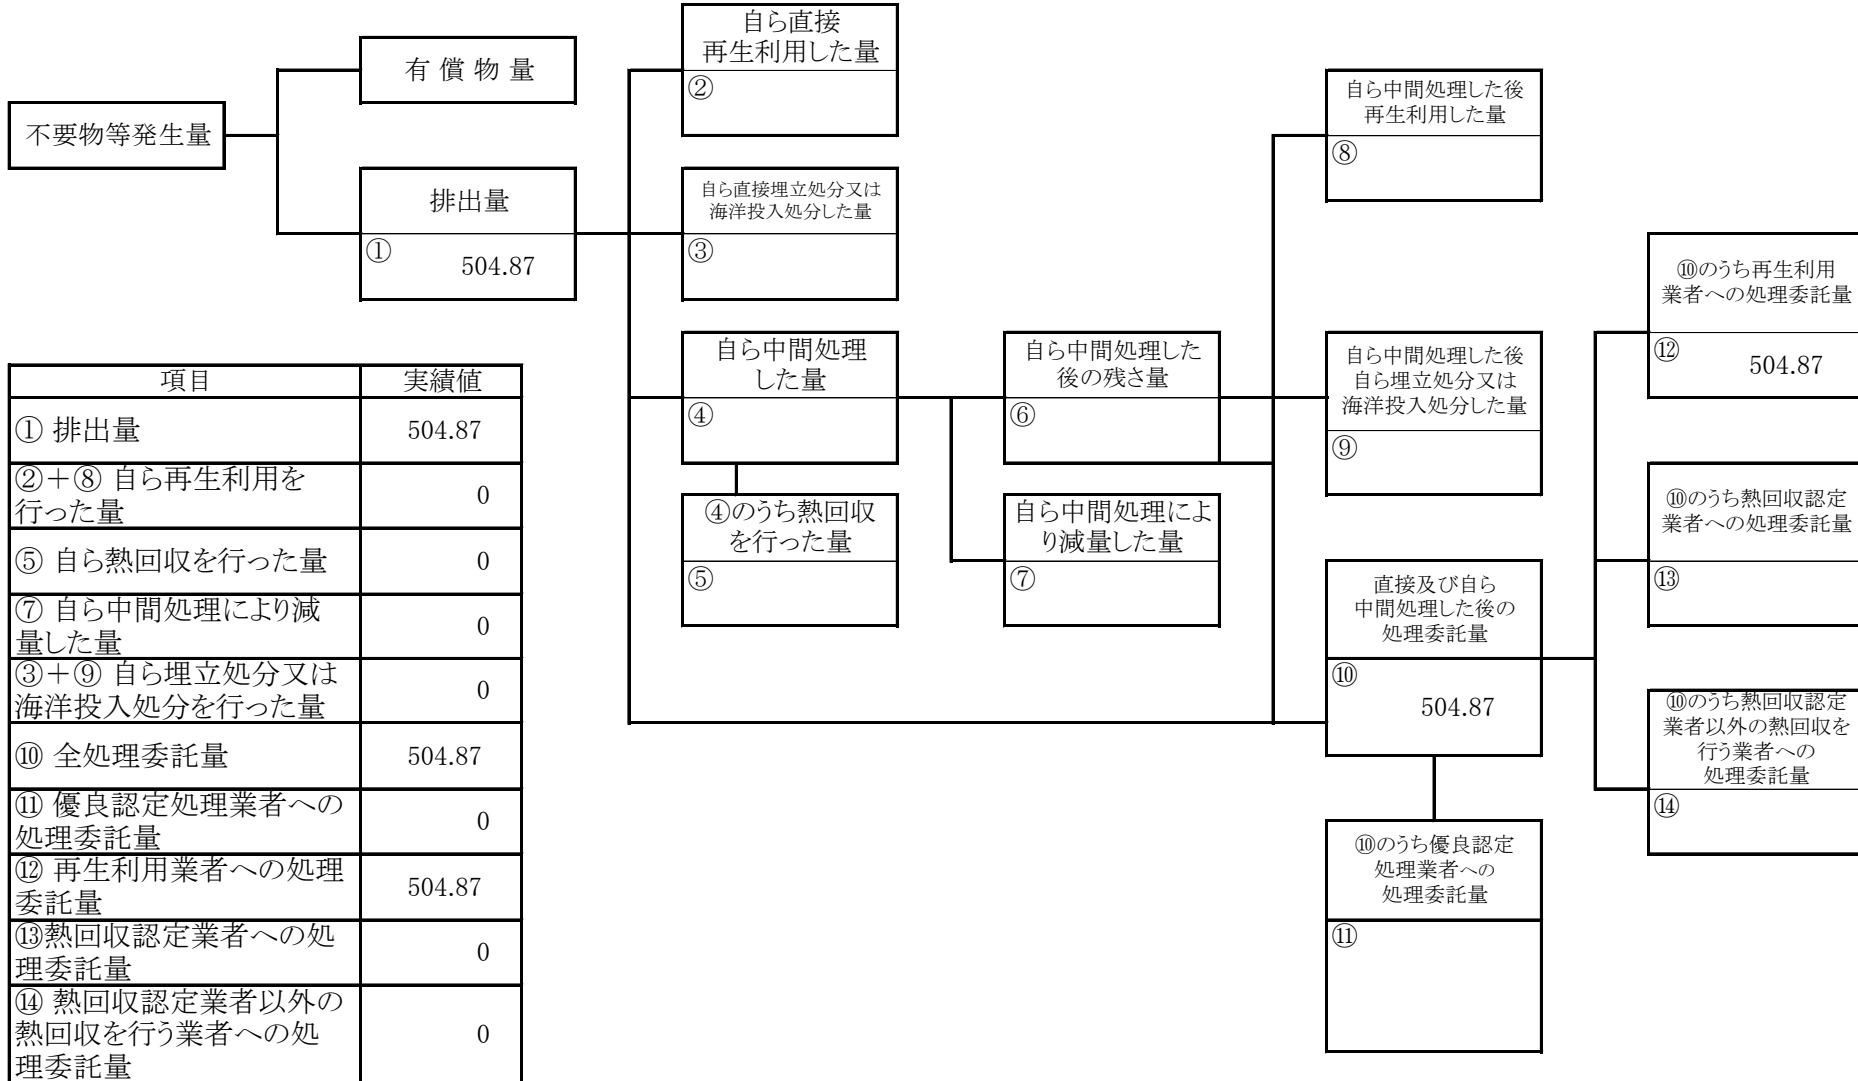 不要物等発生量
有 償 物 量
排出量
①
504.87
自ら直接
再生利用した量
②
自ら直接埋立処分又は
海洋投入処分した量
③
自ら中間処理
した量
④
④のうち熱回収
を行った量
⑤
自ら中間処理した
後の残さ量
⑥
自ら中間処理によ
り減量した量
⑦
自ら中間処理した後
再生利用した量
⑧
自ら中間処理した後
自ら埋立処分又は
海洋投入処分した量
⑨
直接及び自ら
中間処理した後の
処理委託量
⑩
504.87
⑩のうち優良認定
処理業者への
処理委託量
⑪
⑩のうち再生利用
業者への処理委託量
⑫
504.87
⑩のうち熱回収認定
業者への処理委託量
⑬
⑩のうち熱回収認定
業者以外の熱回収を
行う業者への
処理委託量
⑭
項目 実績値
① 排出量 504.87
②＋⑧ 自ら再生利用を
行った量 0
⑤ 自ら熱回収を行った量 0
⑦ 自ら中間処理により減
量した量 0
③＋⑨ 自ら埋立処分又は
海洋投入処分を行った量 0
⑩ 全処理委託量 504.87
⑪ 優良認定処理業者への
処理委託量 0
⑫ 再生利用業者への処理
委託量 504.87
⑬熱回収認定業者への処
理委託量 0
⑭ 熱回収認定業者以外の
熱回収を行う業者への処
理委託量 0